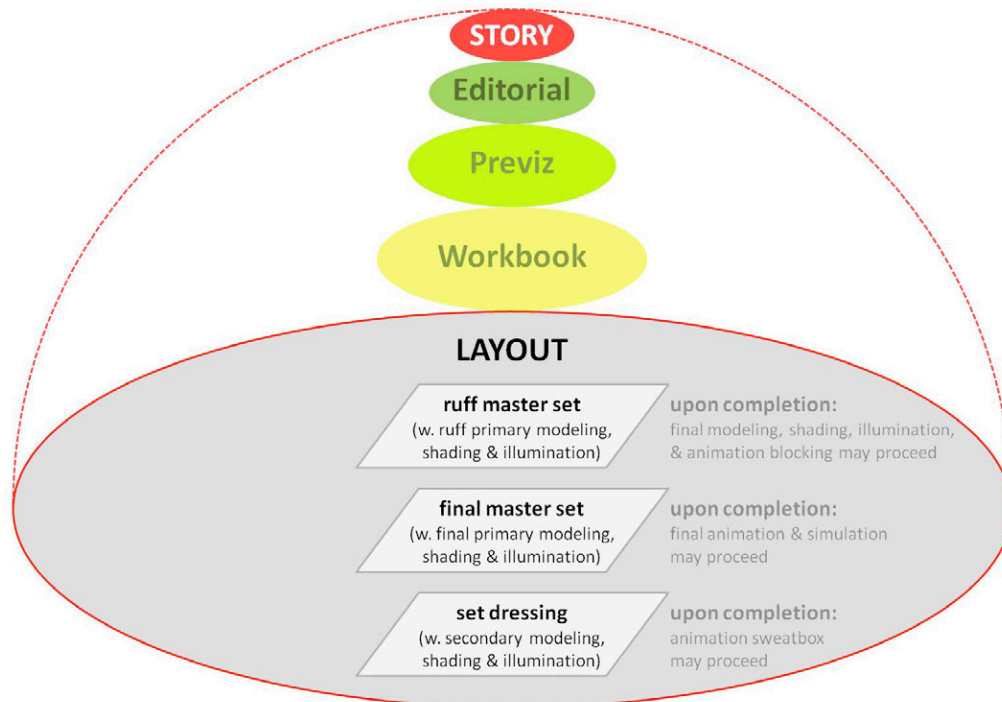 STORY
Editorial
Previz
Workbook
LAYOUT
ruff master set
(w. ruff primary modeling,
shading & illumination)
upon completion:
final modeling, shading, illumination,
& animation blocking may proceed
final master set
(w. final primary modeling,
shading & illumination)
upon completion:
final animation & simulation
may proceed
set dressing
(w. secondary modeling,
shading & illumination)
upon completion:
animation sweatbox
may proceed